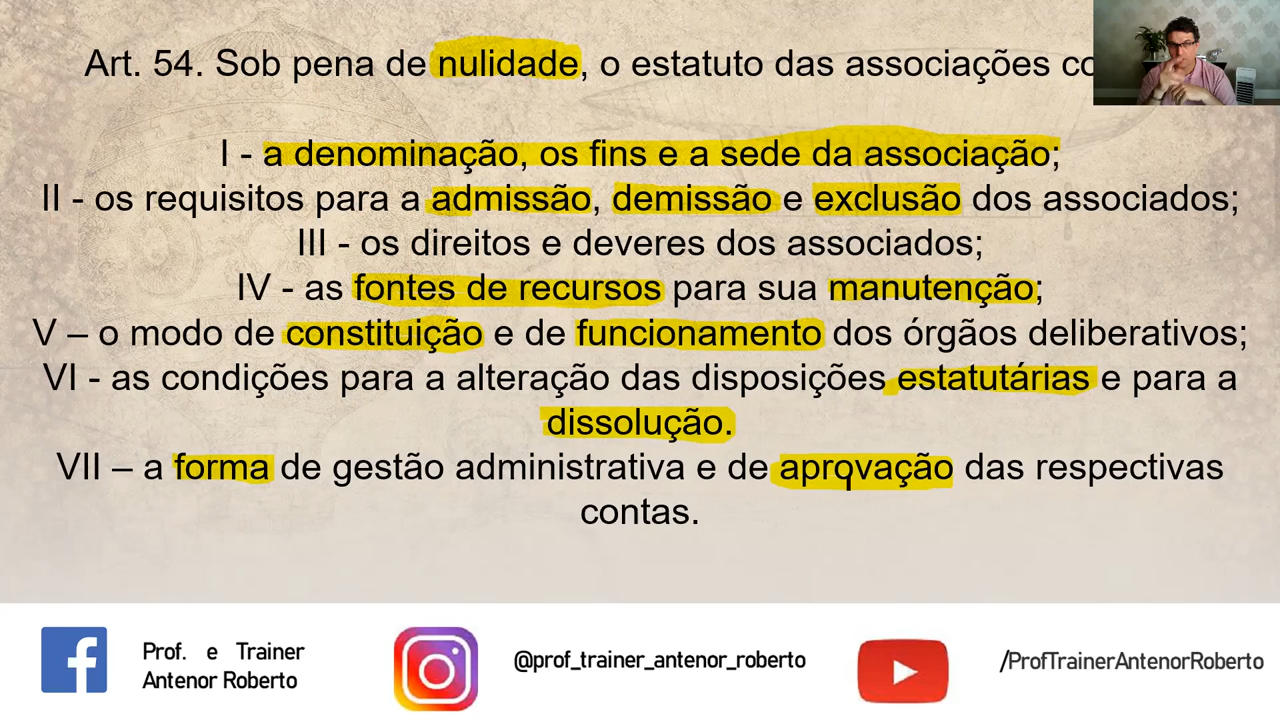 Art. 54. Sob pena de nulidade, o estatuto das associações
I - a denominação, os fins e a sede da associação;
II - os requisitos para a admissão, demissão e exclusão dos associados;
III - os direitos e deveres dos associados;
IV - as fontes de recursos para sua manutenção;
V – o modo de constituição e de funcionamento dos órgãos deliberativos;
VI - as condições para a alteração das disposições estatutárias e para a
dissolução.
VII – a forma de gestão administrativa e de aprovação das respectivas
contas.
Prof. e Trainer
Antenor Roberto
@prof_trainer_antenor_roberto
/ProfTrainerAntenorRoberto